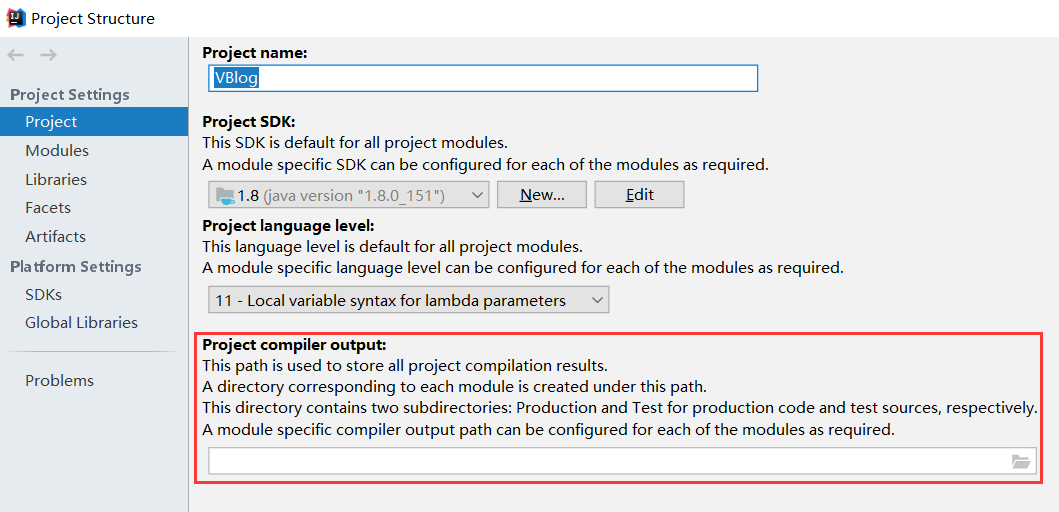 Project Structure
Project Settings
Project
Modules
Libraries
Facets
Artifacts
Platform Settings
SDKs
Global Libraries
Problems
Project name:
VBlog
Project SDK:
This SDK is default for all project modules.
A module specific SDK can be configured for each of the modules as required.
1.8 (java version "1.8.0_151") New... Edit
Project language level:
This language level is default for all project modules.
A module specific language level can be configured for each of the modules as required.
11 - Local variable syntax for lambda parameters
Project compiler output:
This path is used to store all project compilation results.
A directory corresponding to each module is created under this path.
This directory contains two subdirectories: Production and Test for production code and test sources, respectively.
A module specific compiler output path can be configured for each of the modules as required.